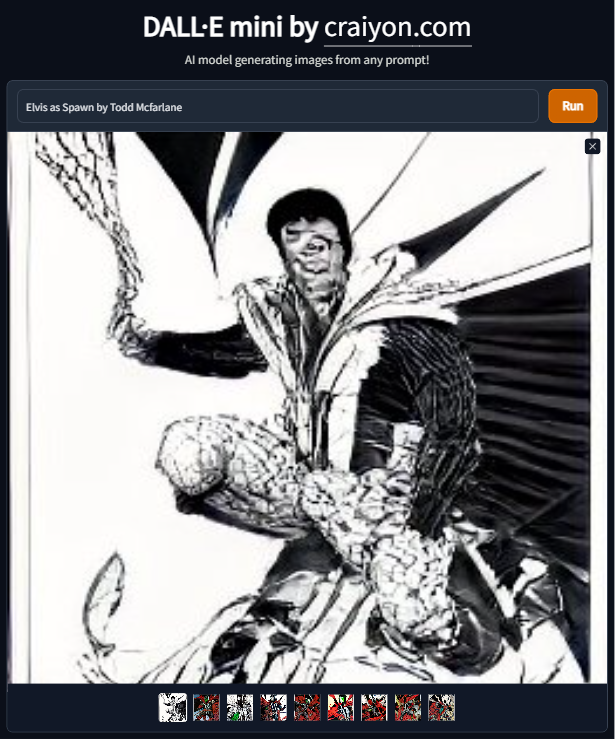 DALL·E mini by craiyon.com
AI model generating images from any prompt!
Elvis as Spawn by Todd Mcfarlane
Run